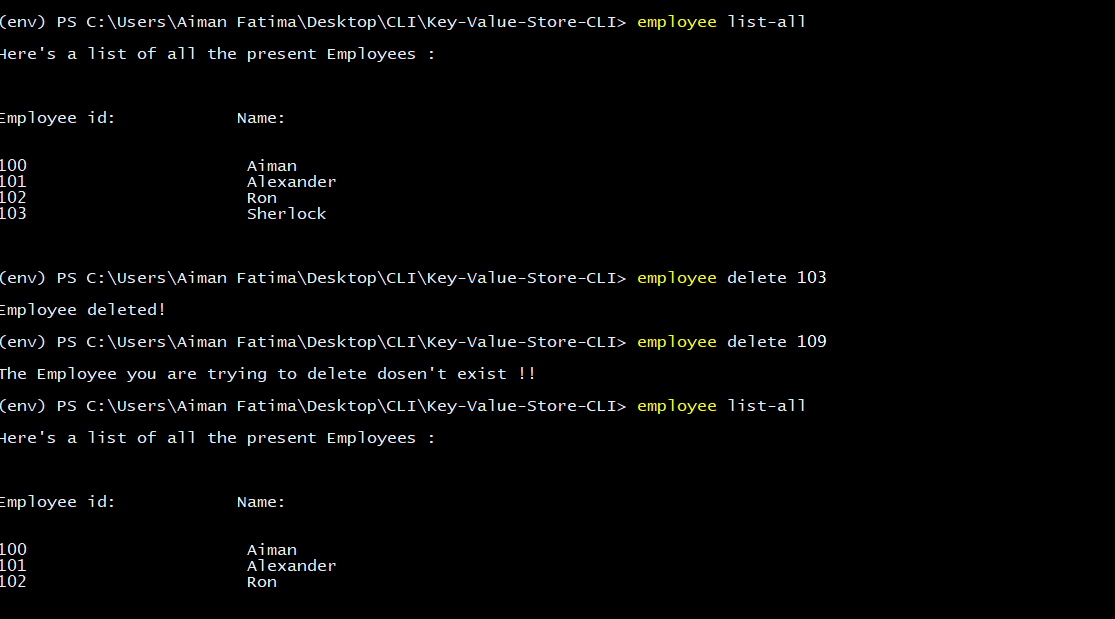 (env) PS C:\Users\Aiman Fatima\Desktop\CLI\Key-Value-Store-CLI> employee list-all
Here's a list of all the present Employees :
Employee id: Name:
100 Aiman
101 Alexander
102 Ron
103 Sherlock
(env) PS C:\Users\Aiman Fatima\Desktop\CLI\Key-Value-Store-CLI> employee delete 103
Employee deleted!
(env) PS C:\Users\Aiman Fatima\Desktop\CLI\Key-Value-Store-CLI> employee delete 109
The Employee you are trying to delete dosen't exist !!
(env) PS C:\Users\Aiman Fatima\Desktop\CLI\Key-Value-Store-CLI> employee list-all
Here's a list of all the present Employees :
Employee id: Name:
100 Aiman
101 Alexander
102 Ron